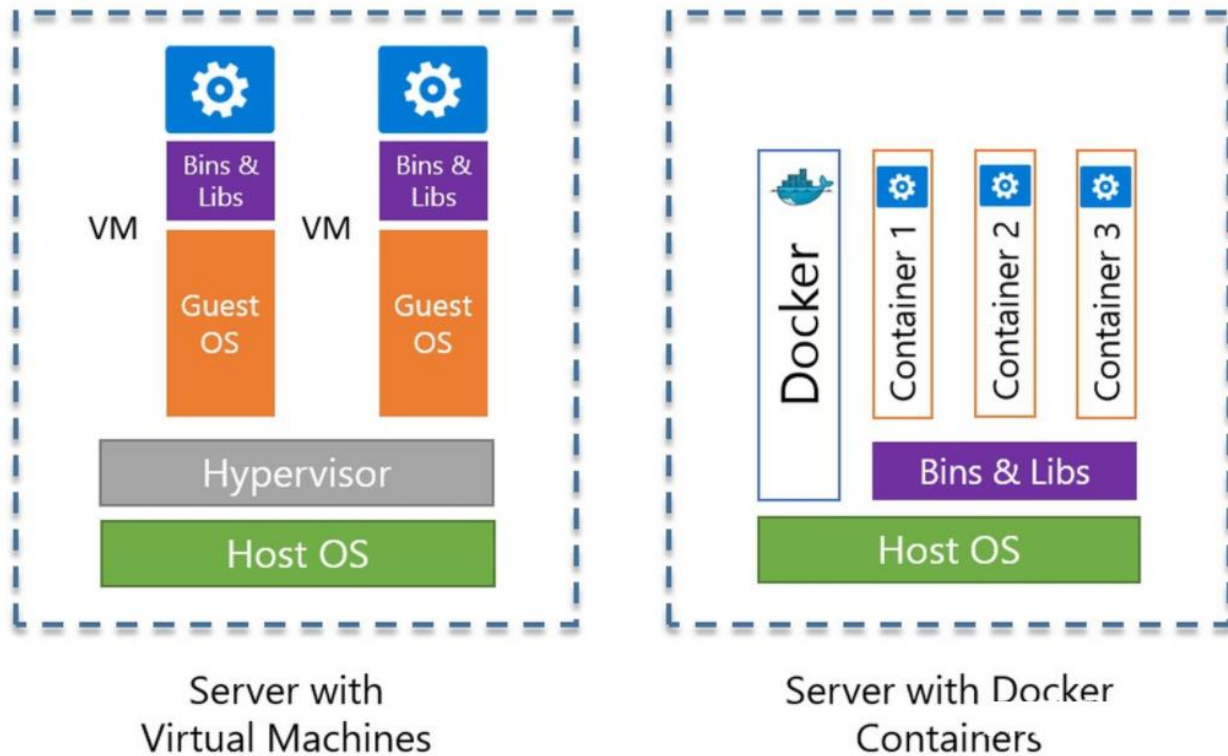 Bins &
Libs
Bins &
Libs
VM
VM
Guest
OS
Guest
OS
Hypervisor
Host OS
Server with
Virtual Machines
Docker
Container 1
Container 2
Container 3
Bins & Libs
Host OS
Server with Docker
Containers